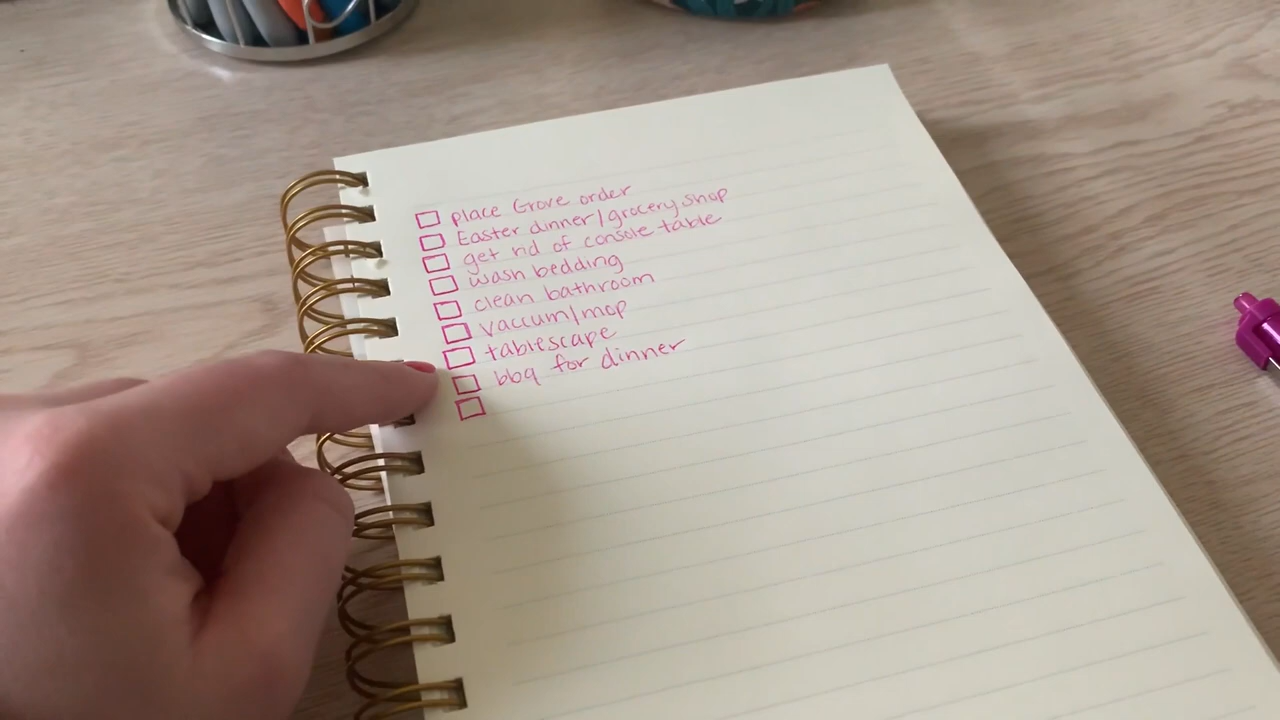 ☐ place Grove order
☐ Easter dinner/grocery shop
☐ get rid of console table
☐ wash bedding
☐ clean bathroom
☐ vaccum/mop
☐ tablescape
☐ bbq for dinner
☐